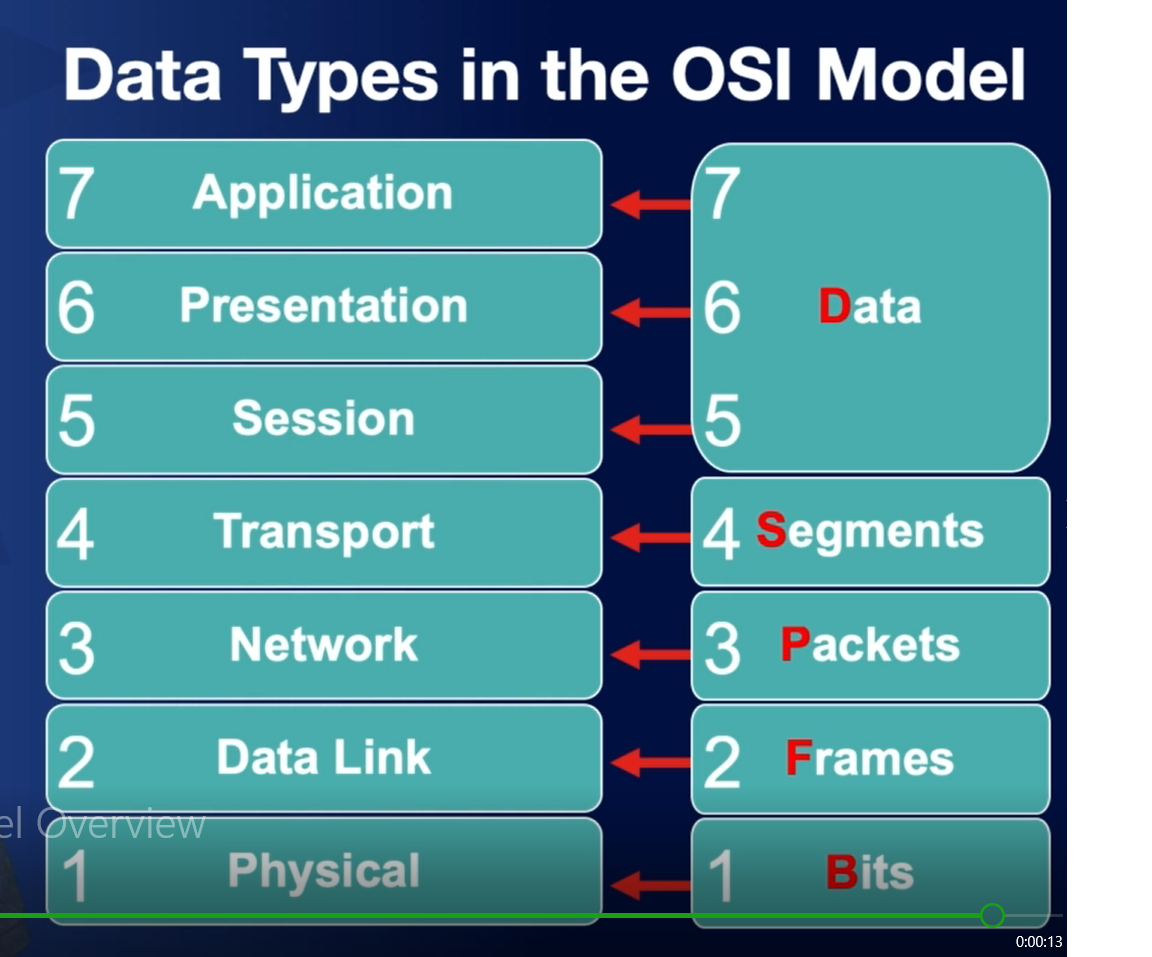 Data Types in the OSI Model
7 Application
7
6 Presentation
6 Data
5 Session
5
4 Transport
4 Segments
3 Network
3 Packets
2 Data Link
2 Frames
el Overview
1 Physical
1 Bits
0:00:13